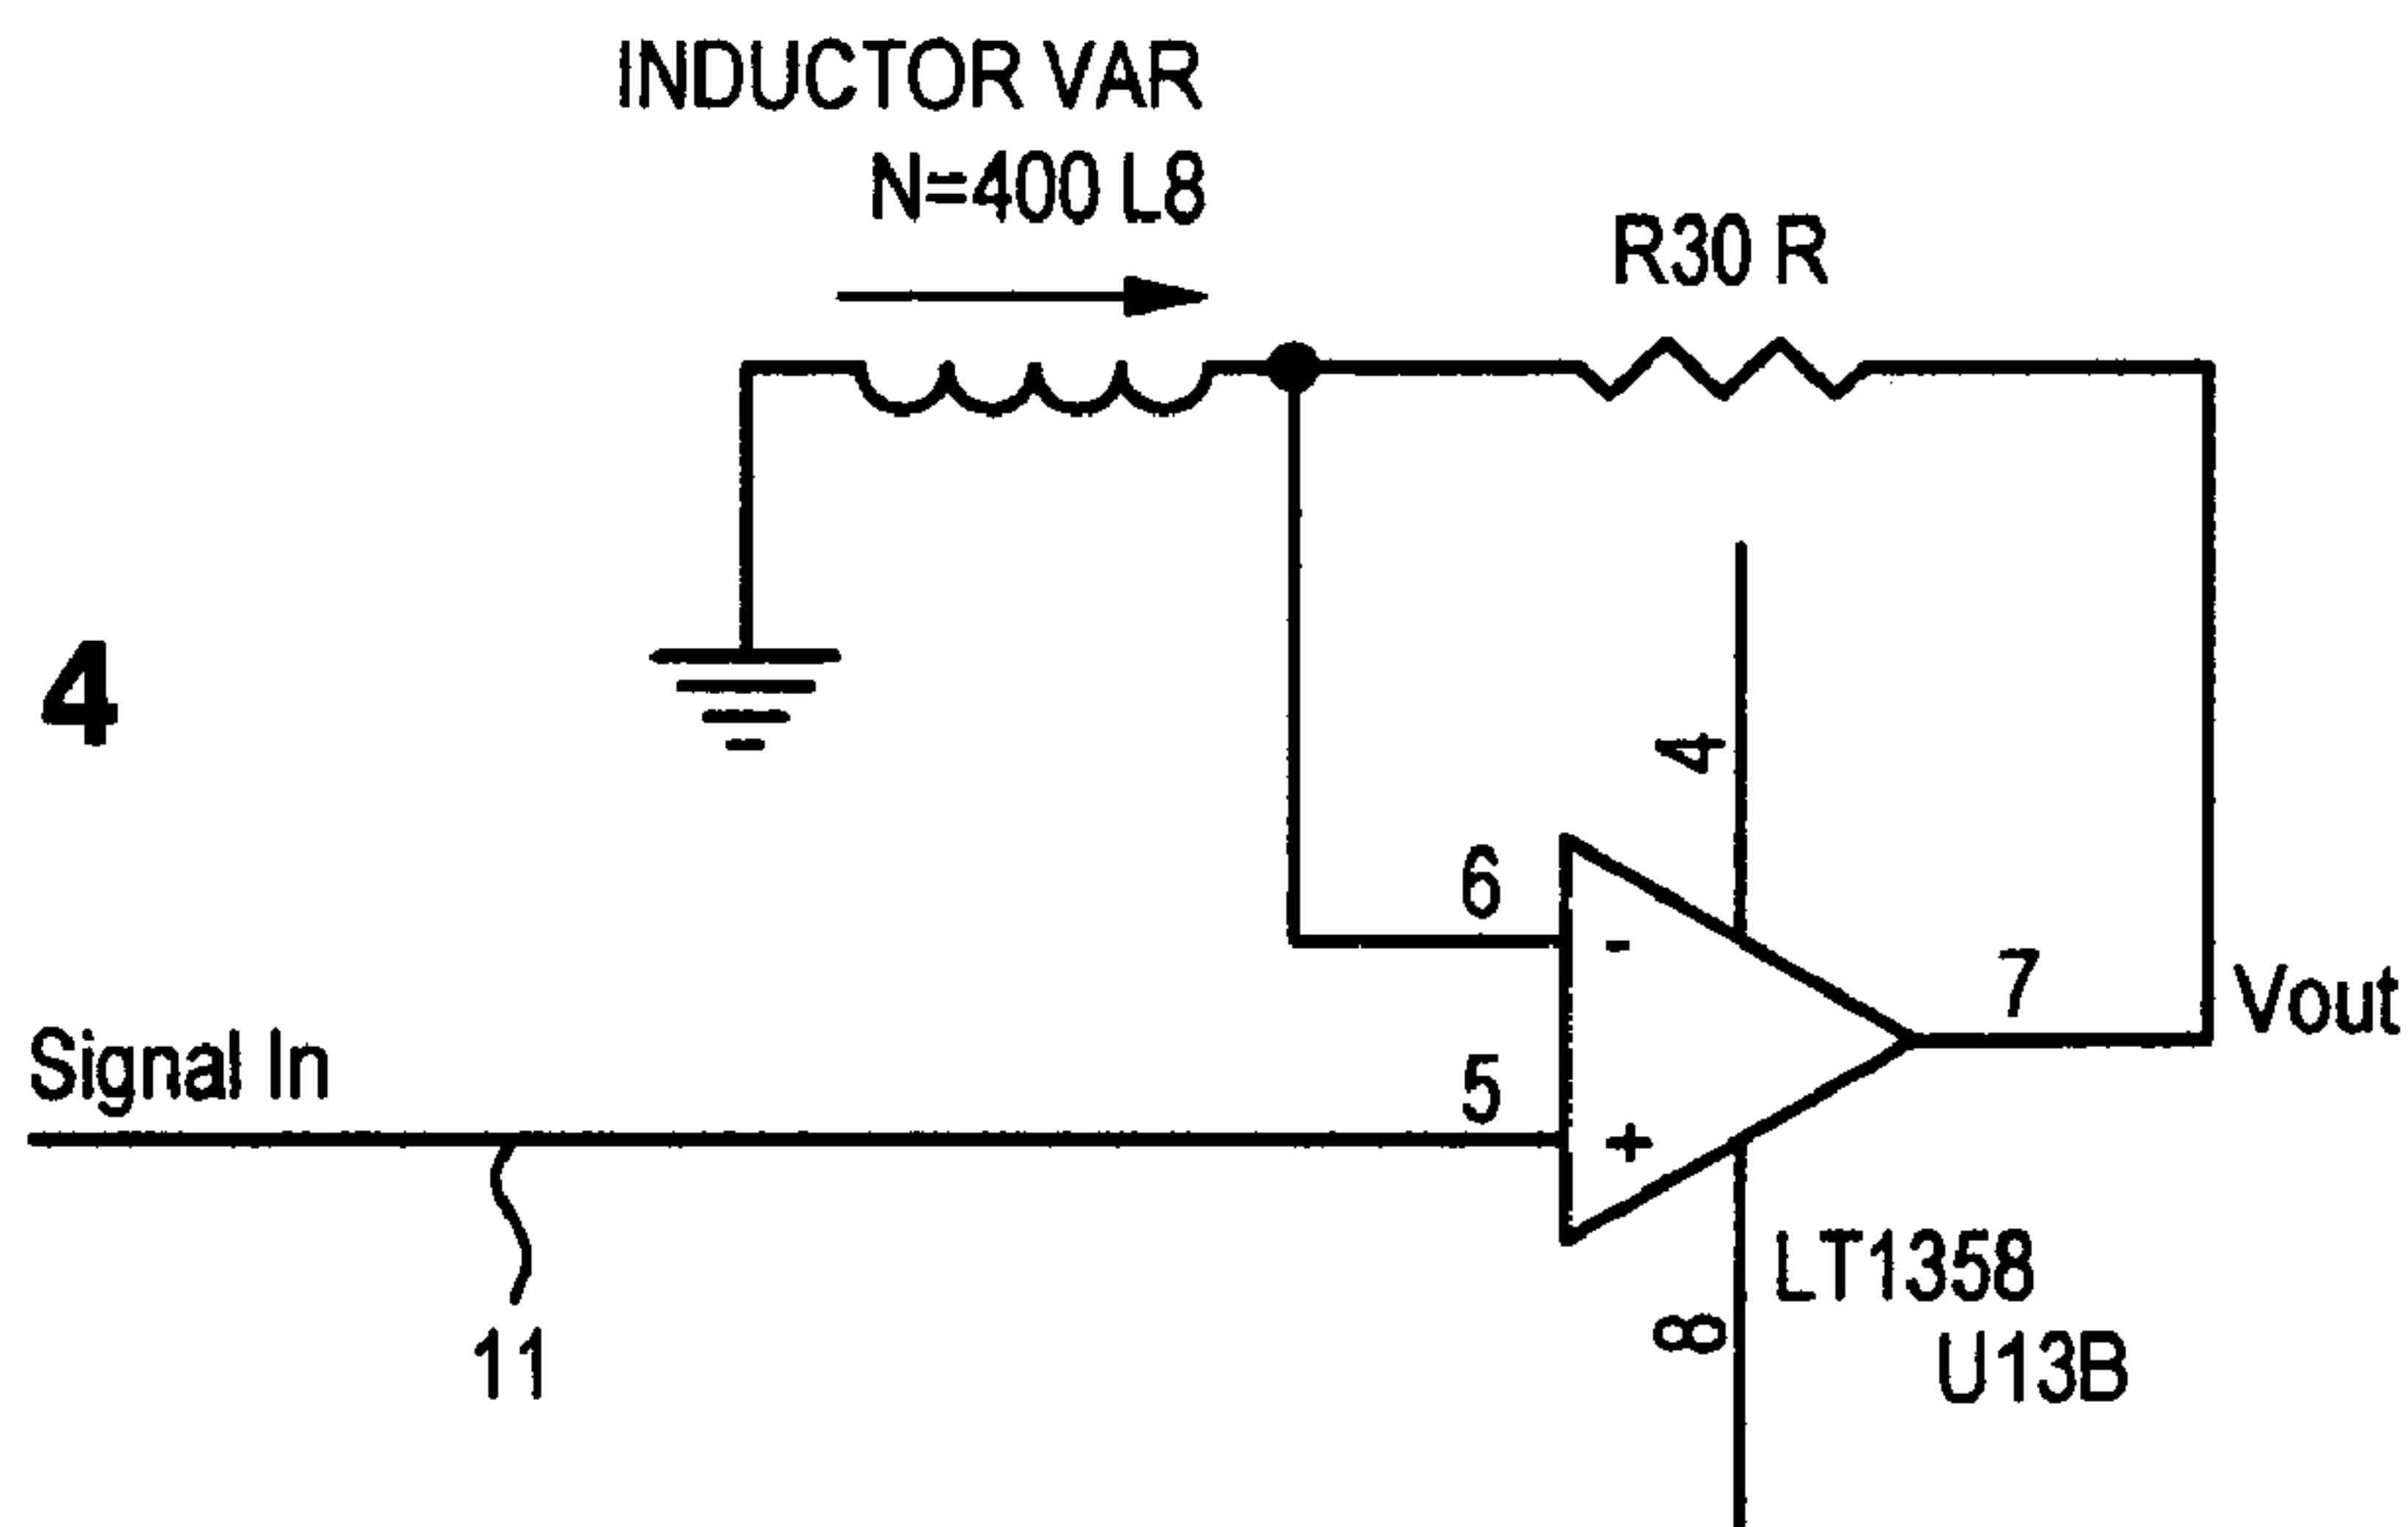 INDUCTOR VAR
N=400 L8
R30 R
4
4
6
-
7
Vout
Signal In
5
+
LT1358
8
U13B
11